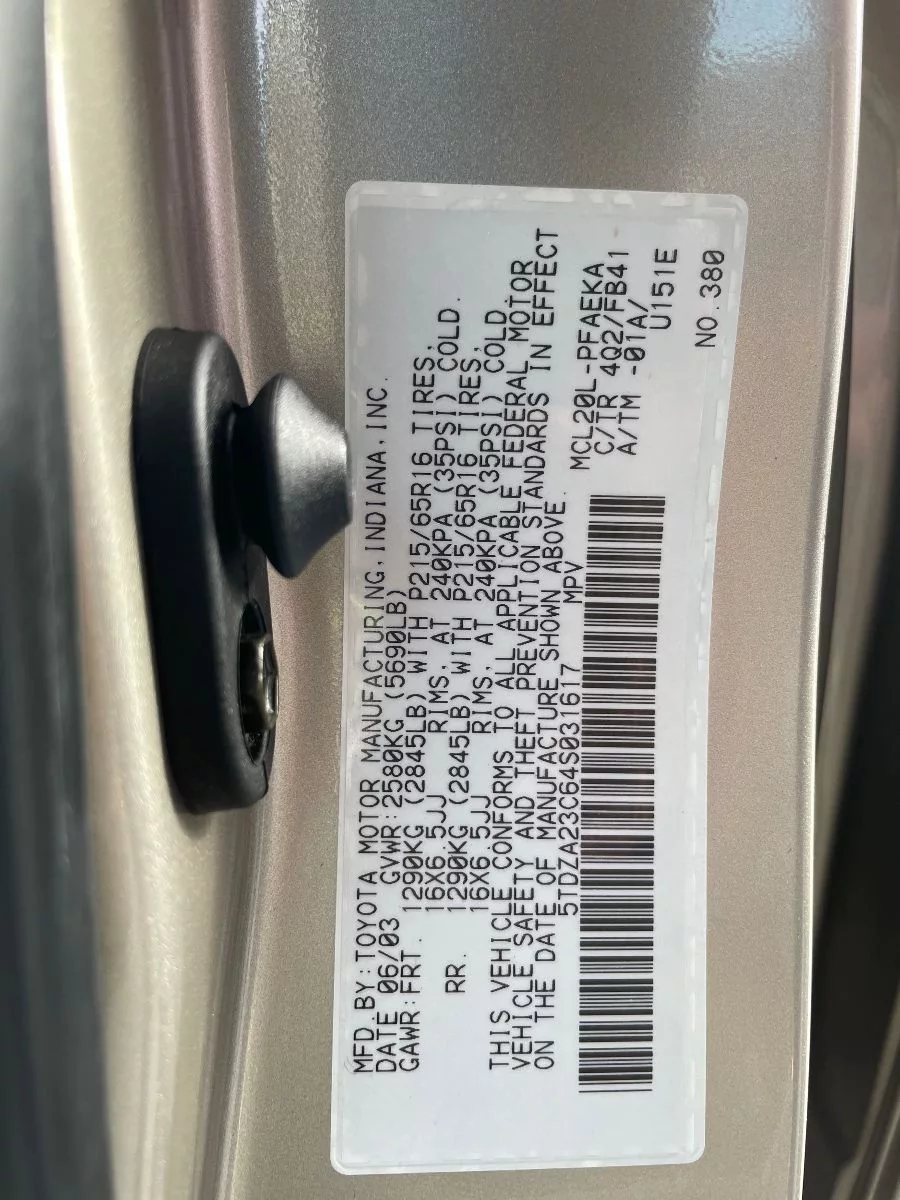 MFD.BY:TOYOTA MOTOR MANUFACTURING,INDIANA,INC.
DATE 06/03 GVWR:2580KG(5690LB)
GAWR:FRT. 1290KG (2845LB) WITH P215/65R16 TIRES,
16X6.5JJ RIMS, AT 240KPA (35PSI) COLD.
RR. 1290KG (2845LB) WITH P215/65R16 TIRES,
16X6.5JJ RIMS, AT 240KPA (35PSI) COLD.
THIS VEHICLE CONFORMS TO ALL APPLICABLE FEDERAL MOTOR
VEHICLE SAFETY AND THEFT PREVENTION STANDARDS IN EFFECT
ON THE DATE OF MANUFACTURE SHOWN ABOVE.
5TDZA23C64S031617 MPV
MCL20L-PFAEKA
C/TR 4Q2/FB41
A/TM -01A/
U151E
NO.380